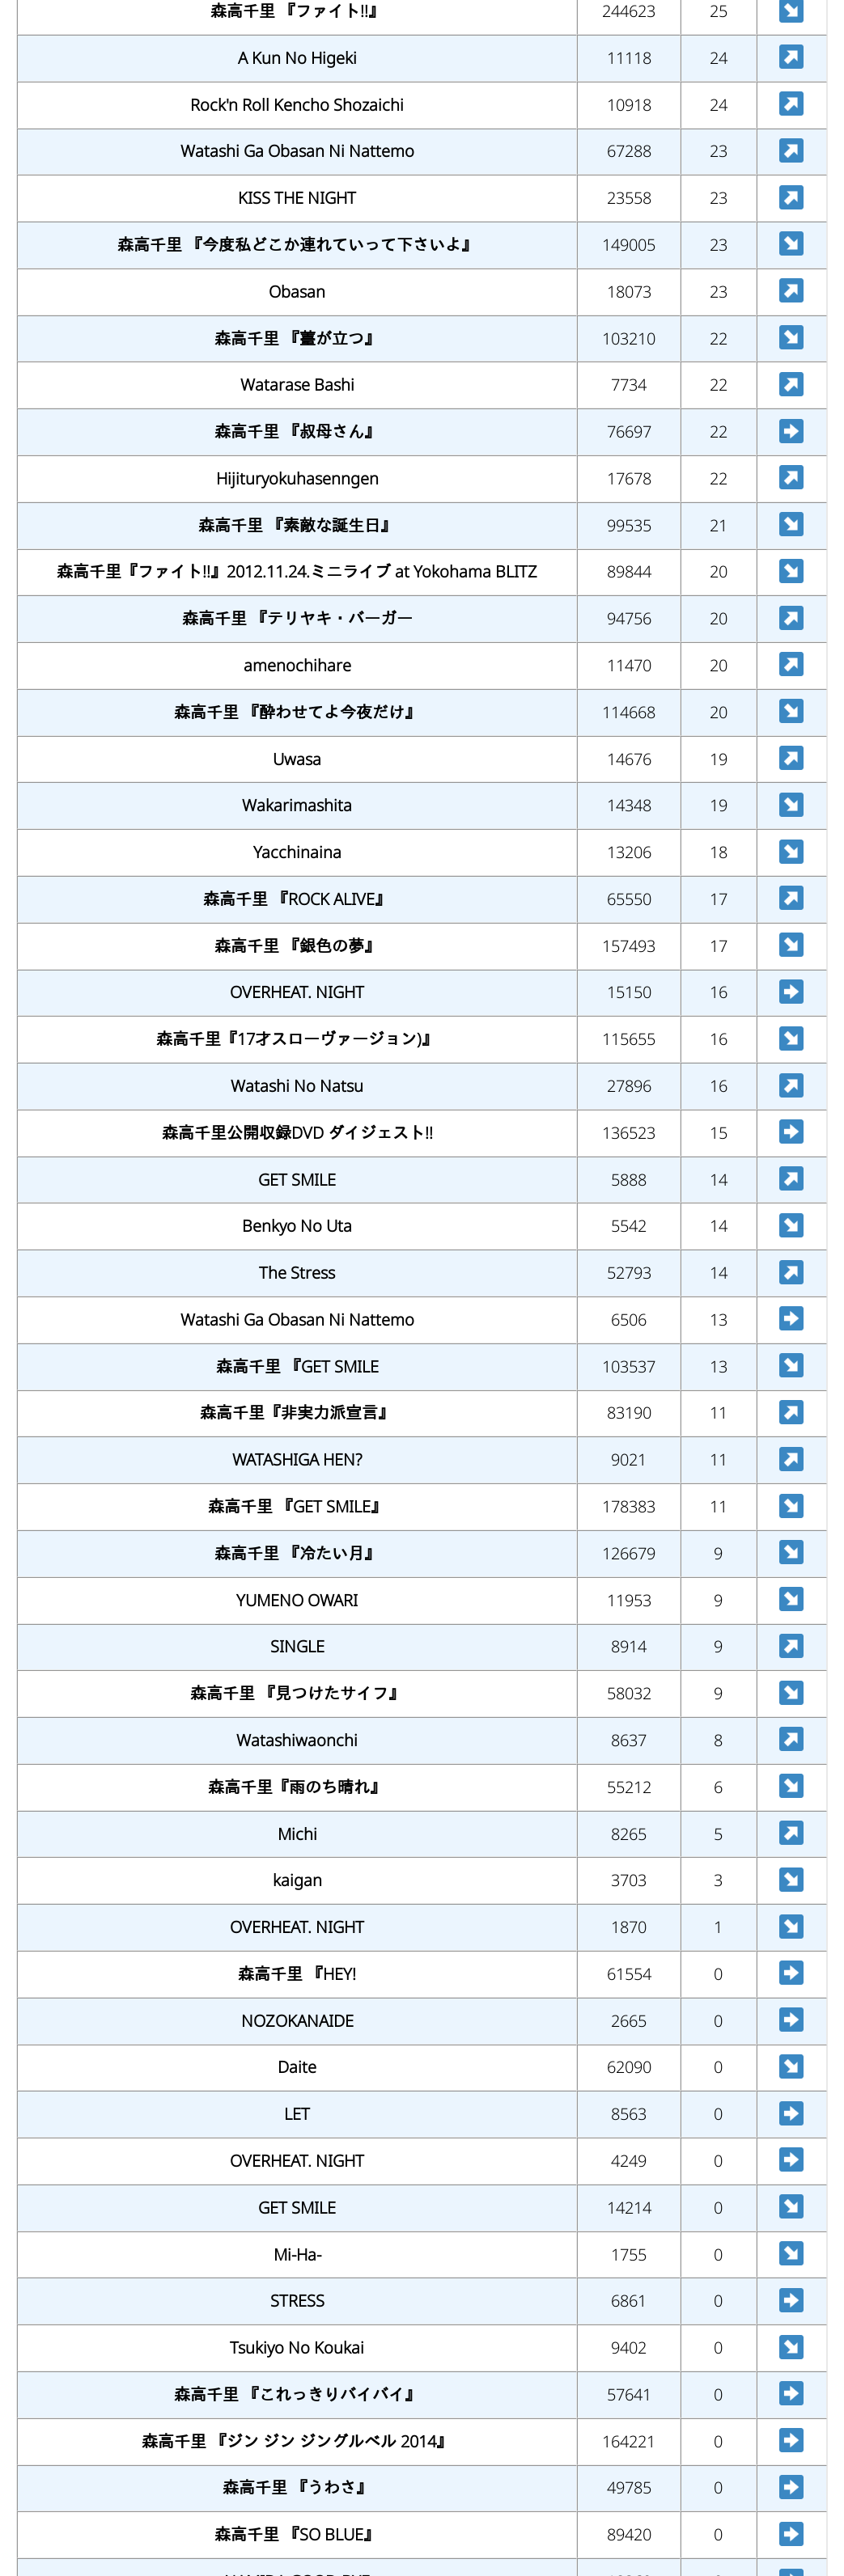 森高千里 『ファイト!!』 244623 25
A Kun No Higeki 11118 24
Rock'n Roll Kencho Shozaichi 10918 24
Watashi Ga Obasan Ni Nattemo 67288 23
KISS THE NIGHT 23558 23
森高千里 『今度私どこか連れていって下さいよ』 149005 23
Obasan 18073 23
森高千里 『薹が立つ』 103210 22
Watarase Bashi 7734 22
森高千里 『叔母さん』 76697 22
Hijituryokuhasenngen 17678 22
森高千里 『素敵な誕生日』 99535 21
森高千里『ファイト!!』2012.11.24.ミニライブ at Yokohama BLITZ 89844 20
森高千里 『テリヤキ・バーガー 94756 20
amenochihare 11470 20
森高千里 『酔わせてよ今夜だけ』 114668 20
Uwasa 14676 19
Wakarimashita 14348 19
Yacchinaina 13206 18
森高千里 『ROCK ALIVE』 65550 17
森高千里 『銀色の夢』 157493 17
OVERHEAT. NIGHT 15150 16
森高千里『17才スローヴァージョン)』 115655 16
Watashi No Natsu 27896 16
森高千里公開収録DVD ダイジェスト!! 136523 15
GET SMILE 5888 14
Benkyo No Uta 5542 14
The Stress 52793 14
Watashi Ga Obasan Ni Nattemo 6506 13
森高千里 『GET SMILE 103537 13
森高千里『非実力派宣言』 83190 11
WATASHIGA HEN? 9021 11
森高千里 『GET SMILE』 178383 11
森高千里 『冷たい月』 126679 9
YUMENO OWARI 11953 9
SINGLE 8914 9
森高千里 『見つけたサイフ』 58032 9
Watashiwaonchi 8637 8
森高千里『雨のち晴れ』 55212 6
Michi 8265 5
kaigan 3703 3
OVERHEAT. NIGHT 1870 1
森高千里 『HEY! 61554 0
NOZOKANAIDE 2665 0
Daite 62090 0
LET 8563 0
OVERHEAT. NIGHT 4249 0
GET SMILE 14214 0
Mi-Ha- 1755 0
STRESS 6861 0
Tsukiyo No Koukai 9402 0
森高千里 『これっきりバイバイ』 57641 0
森高千里 『ジン ジン ジングルベル 2014』 164221 0
森高千里 『うわさ』 49785 0
森高千里 『SO BLUE』 89420 0